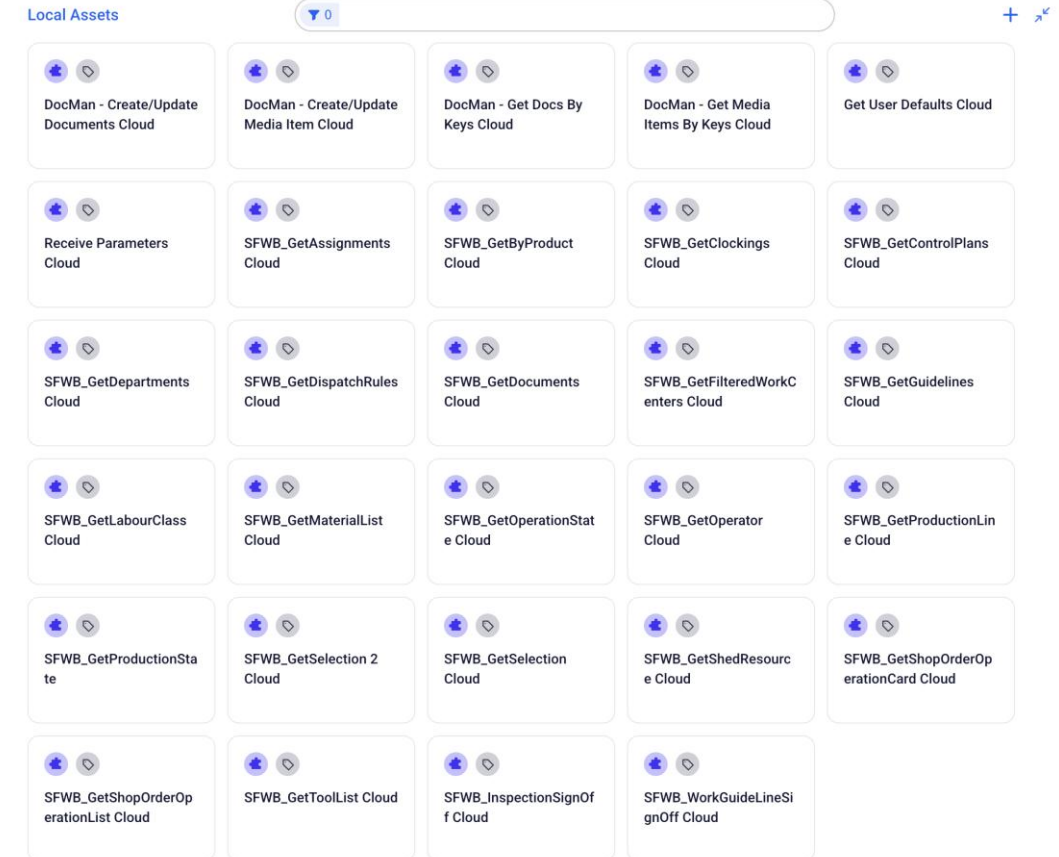 Local Assets
0
DocMan - Create/Update
Documents Cloud
DocMan - Create/Update
Media Item Cloud
DocMan - Get Docs By
Keys Cloud
DocMan - Get Media
Items By Keys Cloud
Get User Defaults Cloud
Receive Parameters
Cloud
SFWB_GetAssignments
Cloud
SFWB_GetByProduct
Cloud
SFWB_GetClockings
Cloud
SFWB_GetControlPlans
Cloud
SFWB_GetDepartments
Cloud
SFWB_GetDispatchRules
Cloud
SFWB_GetDocuments
Cloud
SFWB_GetFilteredWorkC
enters Cloud
SFWB_GetGuidelines
Cloud
SFWB_GetLabourClass
Cloud
SFWB_GetMaterialList
Cloud
SFWB_GetOperationStat
e Cloud
SFWB_GetOperator
Cloud
SFWB_GetProductionLin
e Cloud
SFWB_GetProductionSta
te
SFWB_GetSelection 2
Cloud
SFWB_GetSelection
Cloud
SFWB_GetShedResourc
e Cloud
SFWB_GetShopOrderOp
erationCard Cloud
SFWB_GetShopOrderOp
erationList Cloud
SFWB_GetToolList Cloud
SFWB_InspectionSignOf
f Cloud
SFWB_WorkGuideLineSi
gnOff Cloud